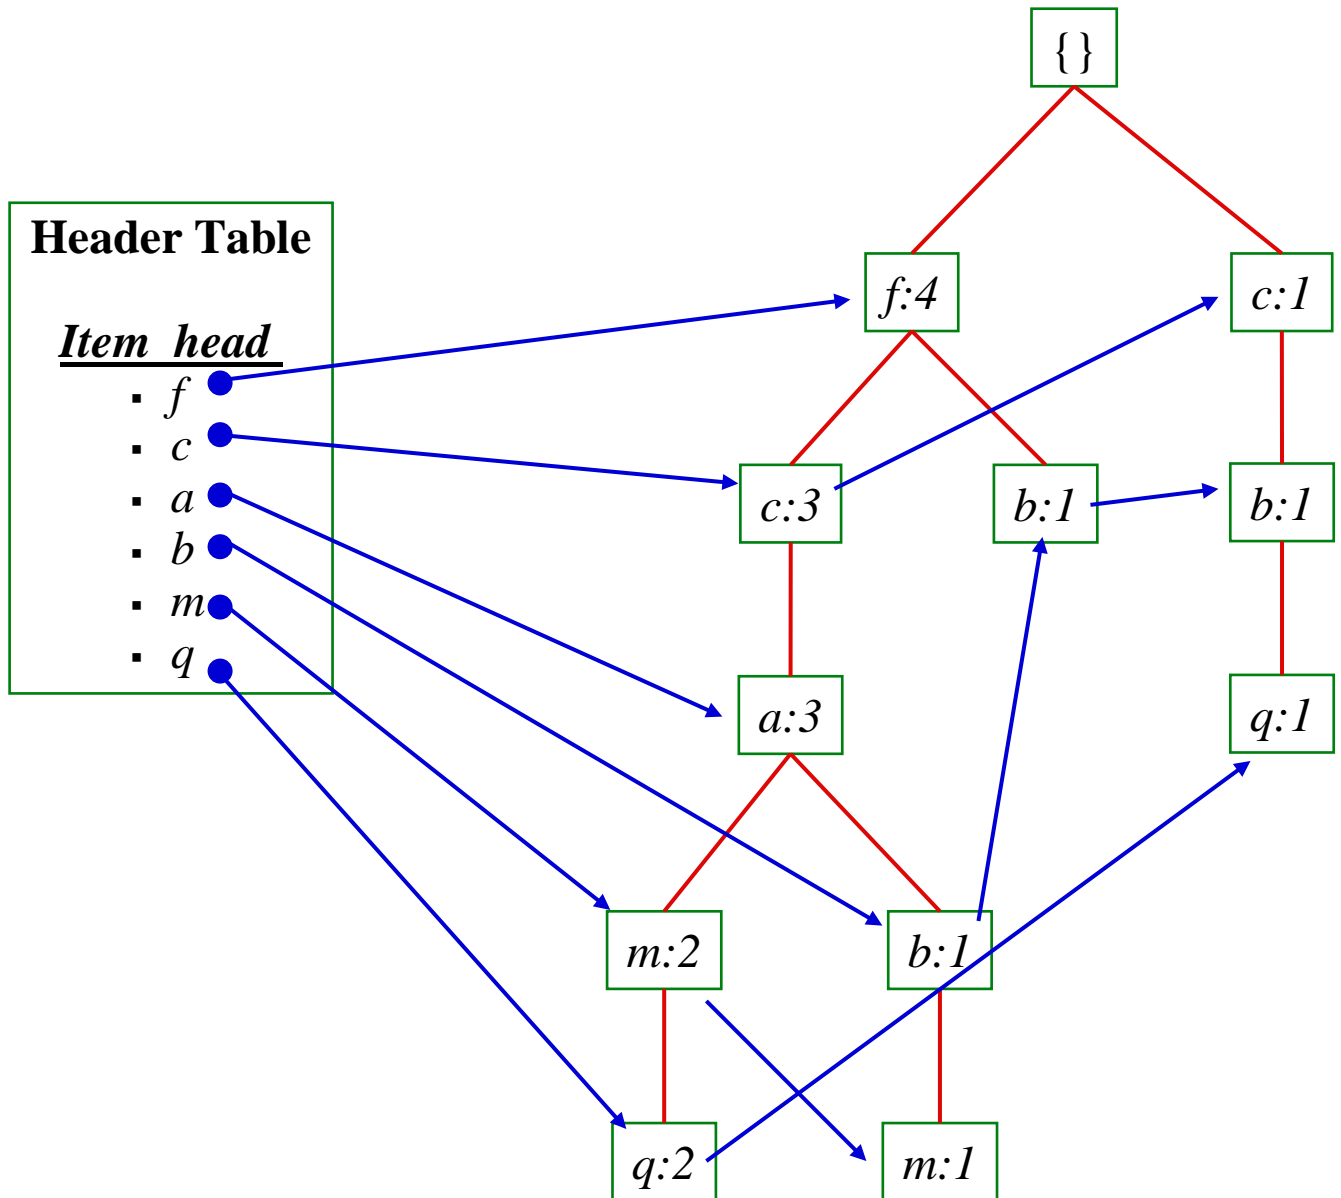 {}
Header Table
f:4 c:1
Item head
▪ f
▪ c
▪ a
▪ b
▪ m
▪ q
c:3 b:1 b:1
a:3 q:1
m:2 b:1
q:2 m:1